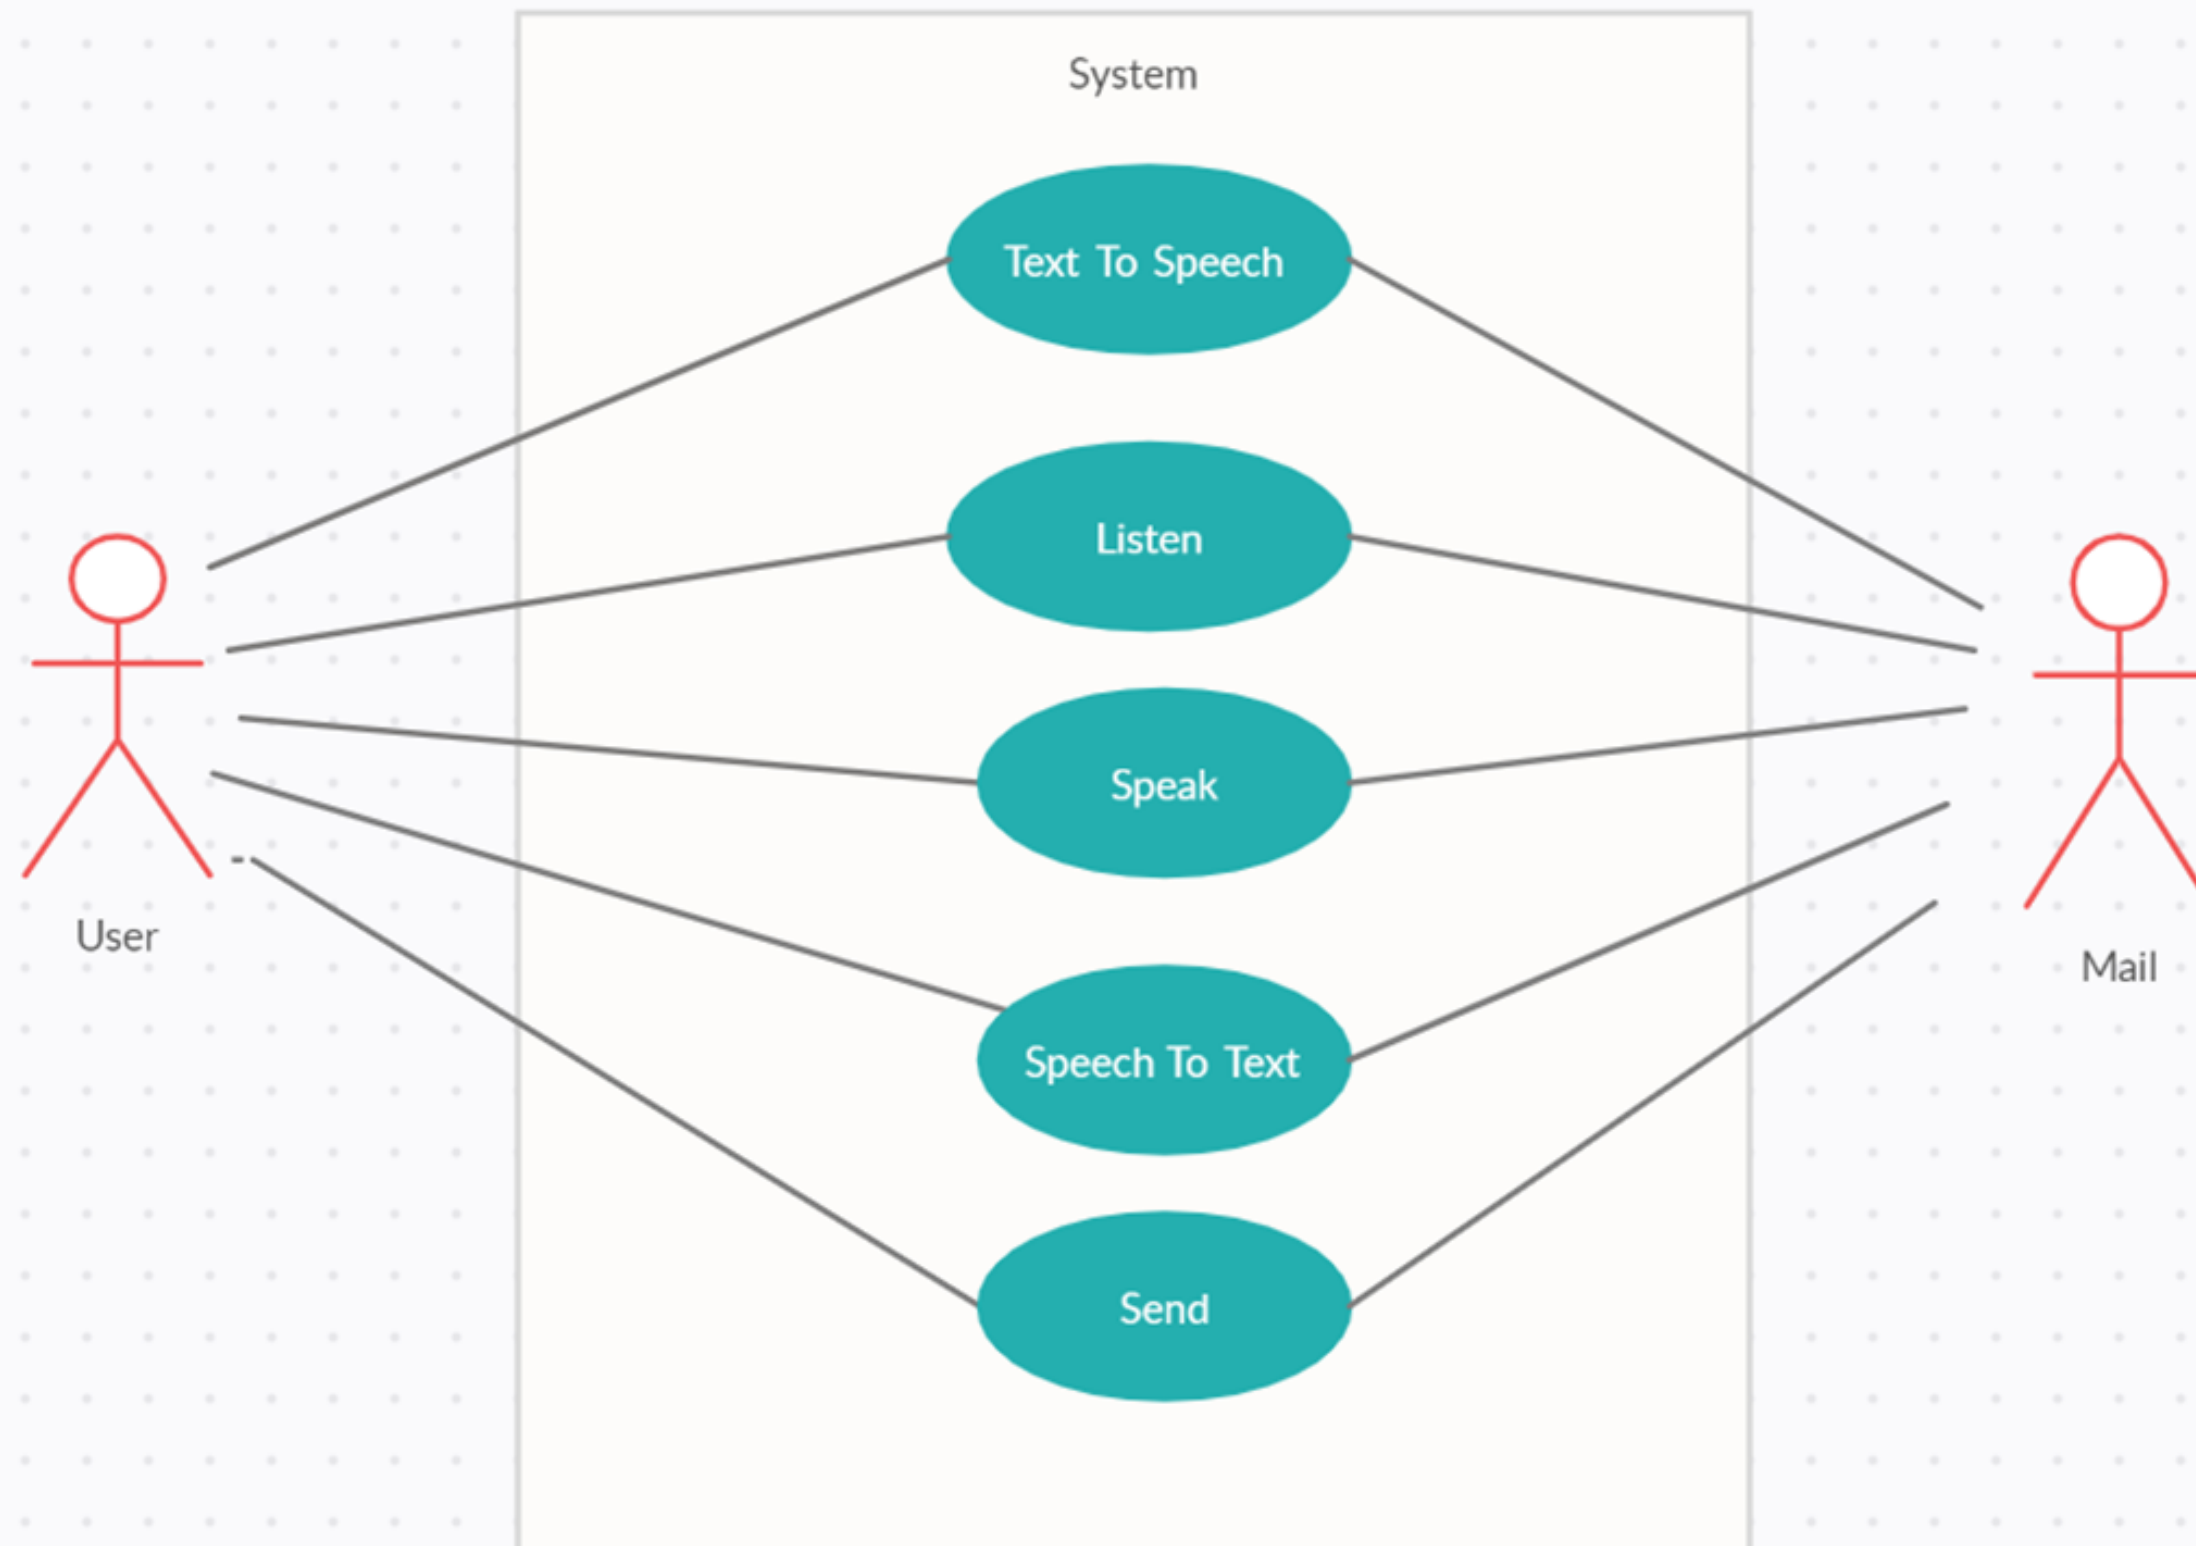 System
Text To Speech
Listen
Speak
User
Mail
Speech To Text
Send